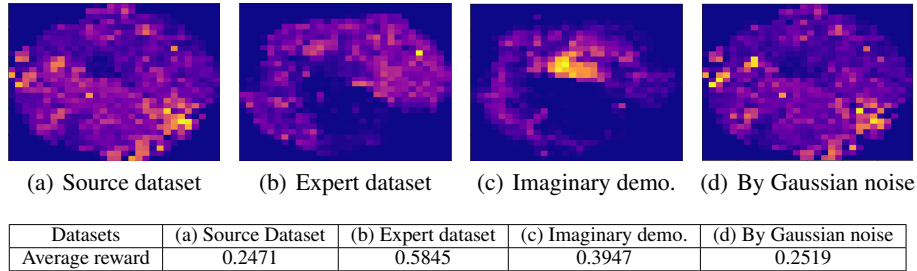 (a) Source dataset (b) Expert dataset (c) Imaginary demo. (d) By Gaussian noise
Datasets (a) Source Dataset (b) Expert dataset (c) Imaginary demo. (d) By Gaussian noise
Average reward 0.2471 0.5845 0.3947 0.2519